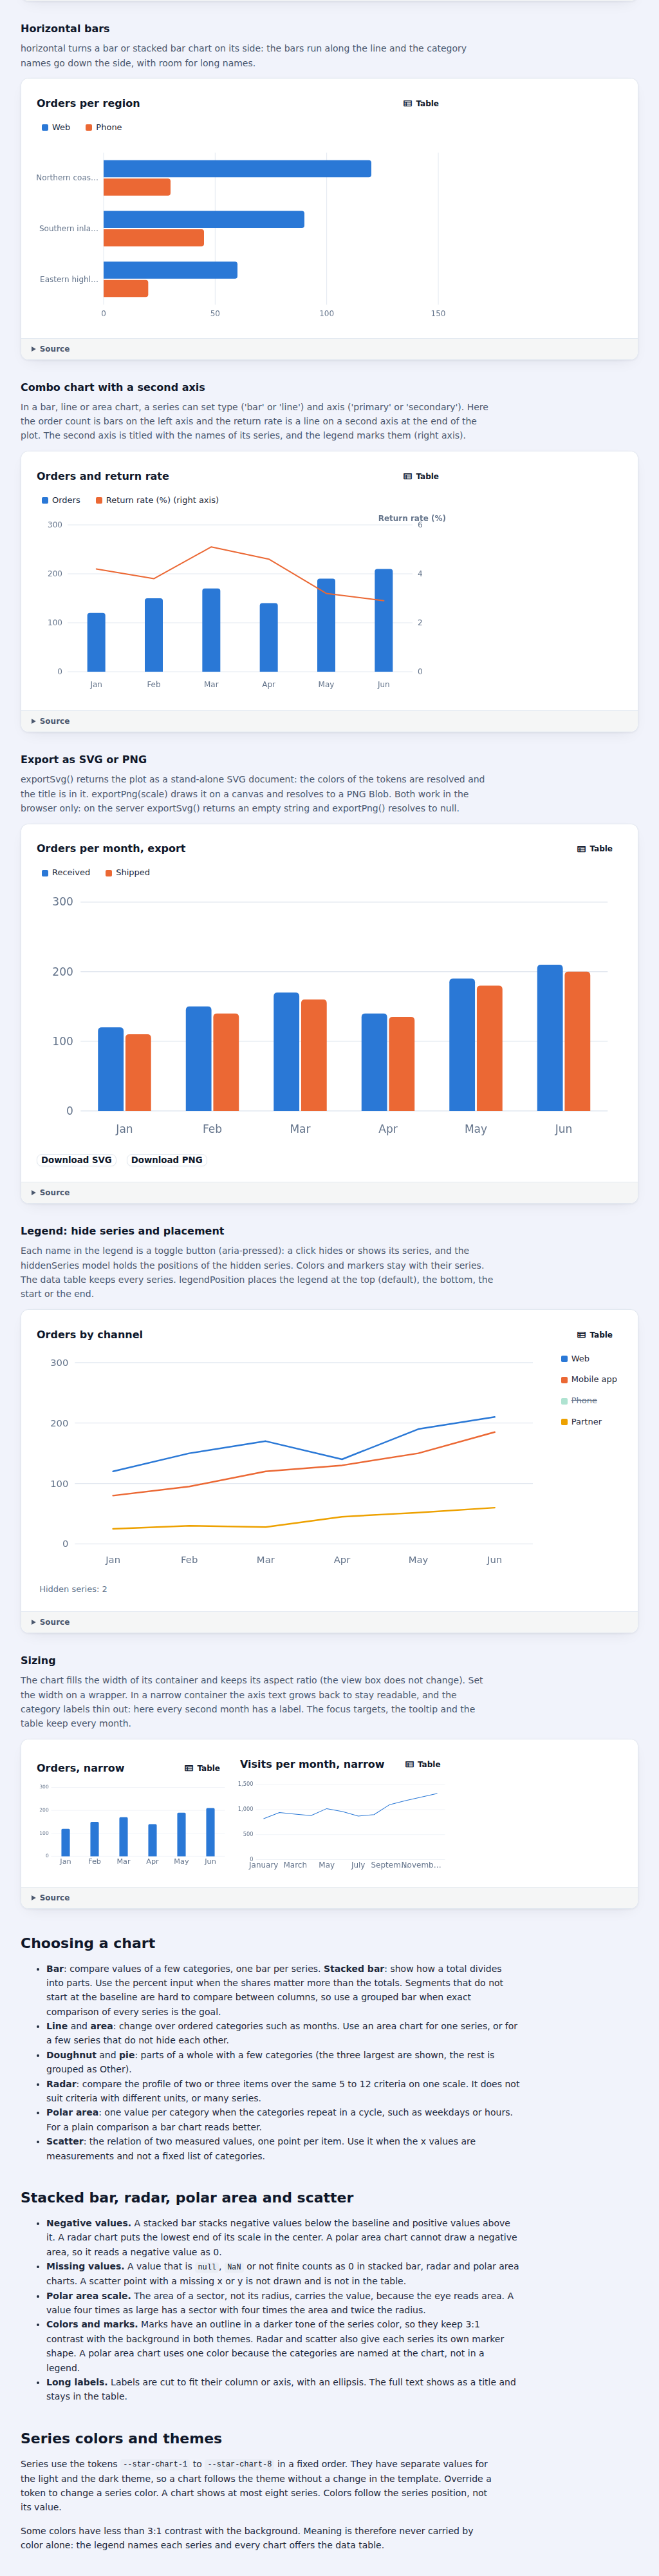 Horizontal bars
horizontal turns a bar or stacked bar chart on its side: the bars run along the line and the category
names go down the side, with room for long names.
Orders per region
Table
Web Phone
Northern coas...
Southern inla...
Eastern highl...
0 50 100 150
Source
Combo chart with a second axis
In a bar, line or area chart, a series can set type ('bar' or 'line') and axis ('primary' or 'secondary'). Here
the order count is bars on the left axis and the return rate is a line on a second axis at the end of the
plot. The second axis is titled with the names of its series, and the legend marks them (right axis).
Orders and return rate
Table
Orders Return rate (%) (right axis)
Return rate (%)
300 6
200 4
100 2
0 0
Jan Feb Mar Apr May Jun
Source
Export as SVG or PNG
exportSvg() returns the plot as a stand-alone SVG document: the colors of the tokens are resolved and
the title is in it. exportPng(scale) draws it on a canvas and resolves to a PNG Blob. Both work in the
browser only: on the server exportSvg() returns an empty string and exportPng() resolves to null.
Orders per month, export
Table
Received Shipped
300
200
100
0
Jan Feb Mar Apr May Jun
Download SVG Download PNG
Source
Legend: hide series and placement
Each name in the legend is a toggle button (aria-pressed): a click hides or shows its series, and the
hiddenSeries model holds the positions of the hidden series. Colors and markers stay with their series.
The data table keeps every series. legendPosition places the legend at the top (default), the bottom, the
start or the end.
Orders by channel
Table
Web
Mobile app
Phone
Partner
300
200
100
0
Jan Feb Mar Apr May Jun
Hidden series: 2
Source
Sizing
The chart fills the width of its container and keeps its aspect ratio (the view box does not change). Set
the width on a wrapper. In a narrow container the axis text grows back to stay readable, and the
category labels thin out: here every second month has a label. The focus targets, the tooltip and the
table keep every month.
Orders, narrow
Table
300
200
100
0
Jan Feb Mar Apr May Jun
Visits per month, narrow
Table
1,500
1,000
500
0
January March May July Septem... Novemb...
Source
Choosing a chart
• Bar: compare values of a few categories, one bar per series. Stacked bar: show how a total divides
into parts. Use the percent input when the shares matter more than the totals. Segments that do not
start at the baseline are hard to compare between columns, so use a grouped bar when exact
comparison of every series is the goal.
• Line and area: change over ordered categories such as months. Use an area chart for one series, or for
a few series that do not hide each other.
• Doughnut and pie: parts of a whole with a few categories (the three largest are shown, the rest is
grouped as Other).
• Radar: compare the profile of two or three items over the same 5 to 12 criteria on one scale. It does not
suit criteria with different units, or many series.
• Polar area: one value per category when the categories repeat in a cycle, such as weekdays or hours.
For a plain comparison a bar chart reads better.
• Scatter: the relation of two measured values, one point per item. Use it when the x values are
measurements and not a fixed list of categories.
Stacked bar, radar, polar area and scatter
• Negative values. A stacked bar stacks negative values below the baseline and positive values above
it. A radar chart puts the lowest end of its scale in the center. A polar area chart cannot draw a negative
area, so it reads a negative value as 0.
• Missing values. A value that is null, NaN or not finite counts as 0 in stacked bar, radar and polar area
charts. A scatter point with a missing x or y is not drawn and is not in the table.
• Polar area scale. The area of a sector, not its radius, carries the value, because the eye reads area. A
value four times as large has a sector with four times the area and twice the radius.
• Colors and marks. Marks have an outline in a darker tone of the series color, so they keep 3:1
contrast with the background in both themes. Radar and scatter also give each series its own marker
shape. A polar area chart uses one color because the categories are named at the chart, not in a
legend.
• Long labels. Labels are cut to fit their column or axis, with an ellipsis. The full text shows as a title and
stays in the table.
Series colors and themes
Series use the tokens --star-chart-1 to --star-chart-8 in a fixed order. They have separate values for
the light and the dark theme, so a chart follows the theme without a change in the template. Override a
token to change a series color. A chart shows at most eight series. Colors follow the series position, not
its value.
Some colors have less than 3:1 contrast with the background. Meaning is therefore never carried by
color alone: the legend names each series and every chart offers the data table.